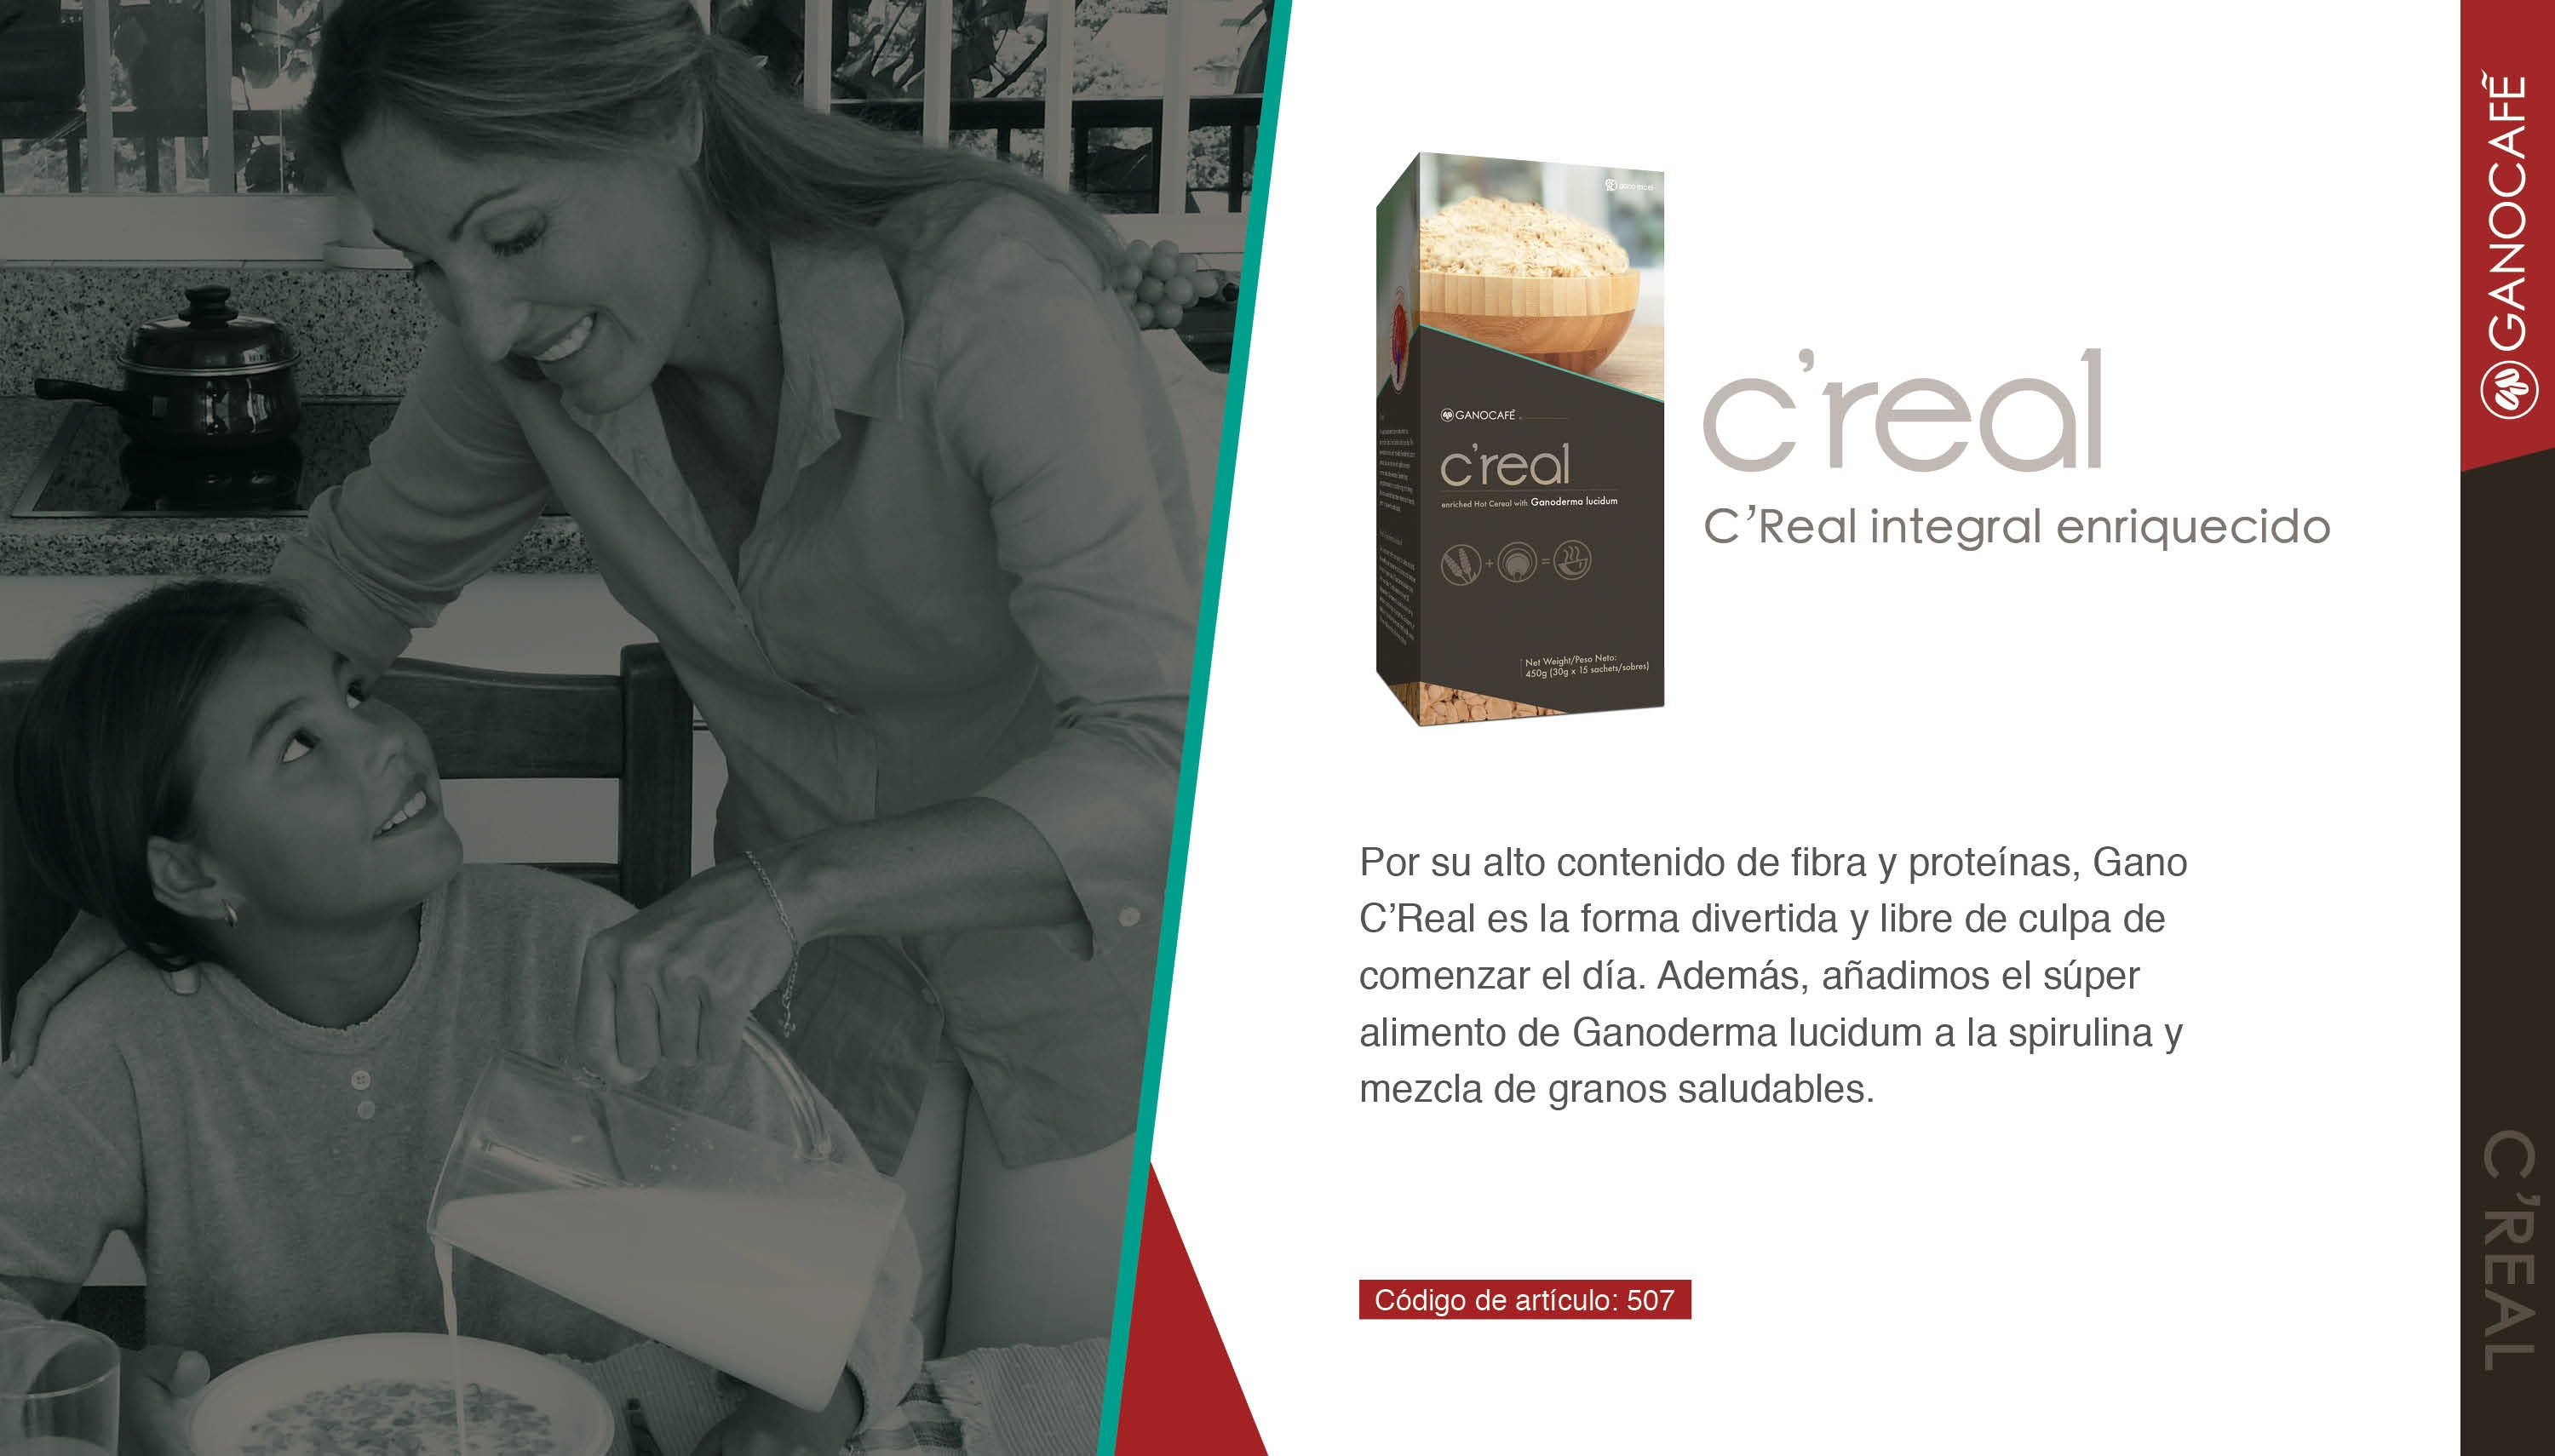 gano excel
GANOCAFÉ
c'real
enriched Hot Cereal with Ganoderma lucidum
+ =
Net Weight/Peso Neto:
450g (30g x 15 sachets/sobres)
c’real
C’Real integral enriquecido
Por su alto contenido de fibra y proteínas, Gano
C’Real es la forma divertida y libre de culpa de
comenzar el día. Además, añadimos el súper
alimento de Ganoderma lucidum a la spirulina y
mezcla de granos saludables.
Código de artículo: 507
GANOCAFÉ
C’REAL